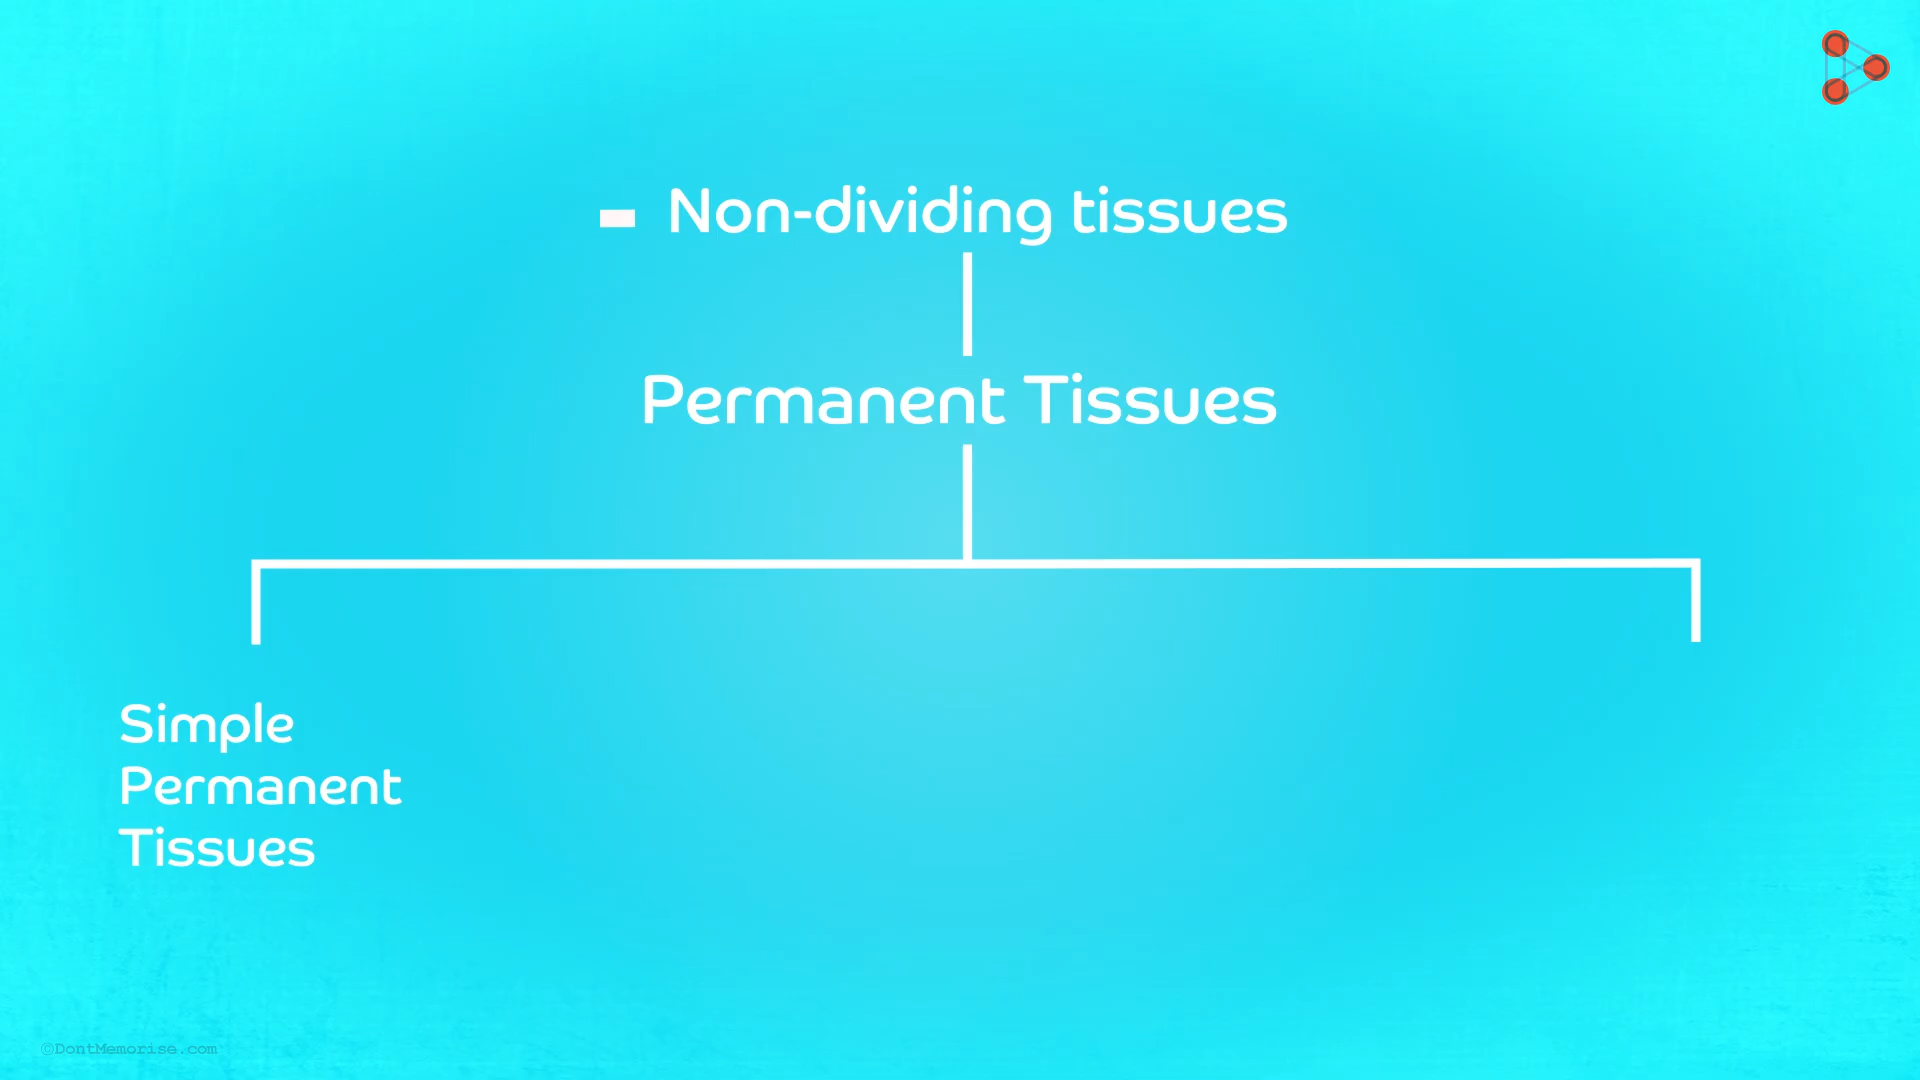 - Non-dividing tissues
Permanent Tissues
Simple
Permanent
Tissues
©DontMemorise.com